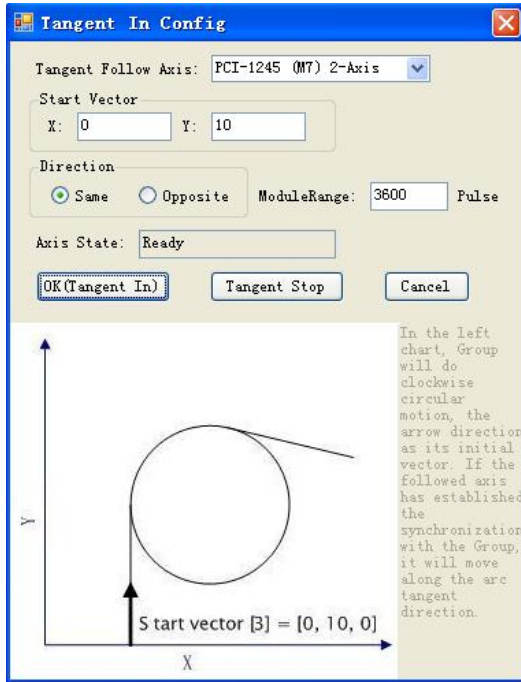 Tangent In Config
Tangent Follow Axis: PCI-1245 (M7) 2-Axis
Start Vector
X: 0 Y: 10
Direction
Same Opposite ModuleRange: 3600 Pulse
Axis State: Ready
OK(Tangent In) Tangent Stop Cancel
In the left
chart, Group
will do
clockwise
circular
motion, the
arrow direction
as its initial
vector. If the
followed axis
has established
the
synchronization
with the Group,
it will move
along the arc
tangent
direction.
Y
S tart vector [3] = [0, 10, 0]
X